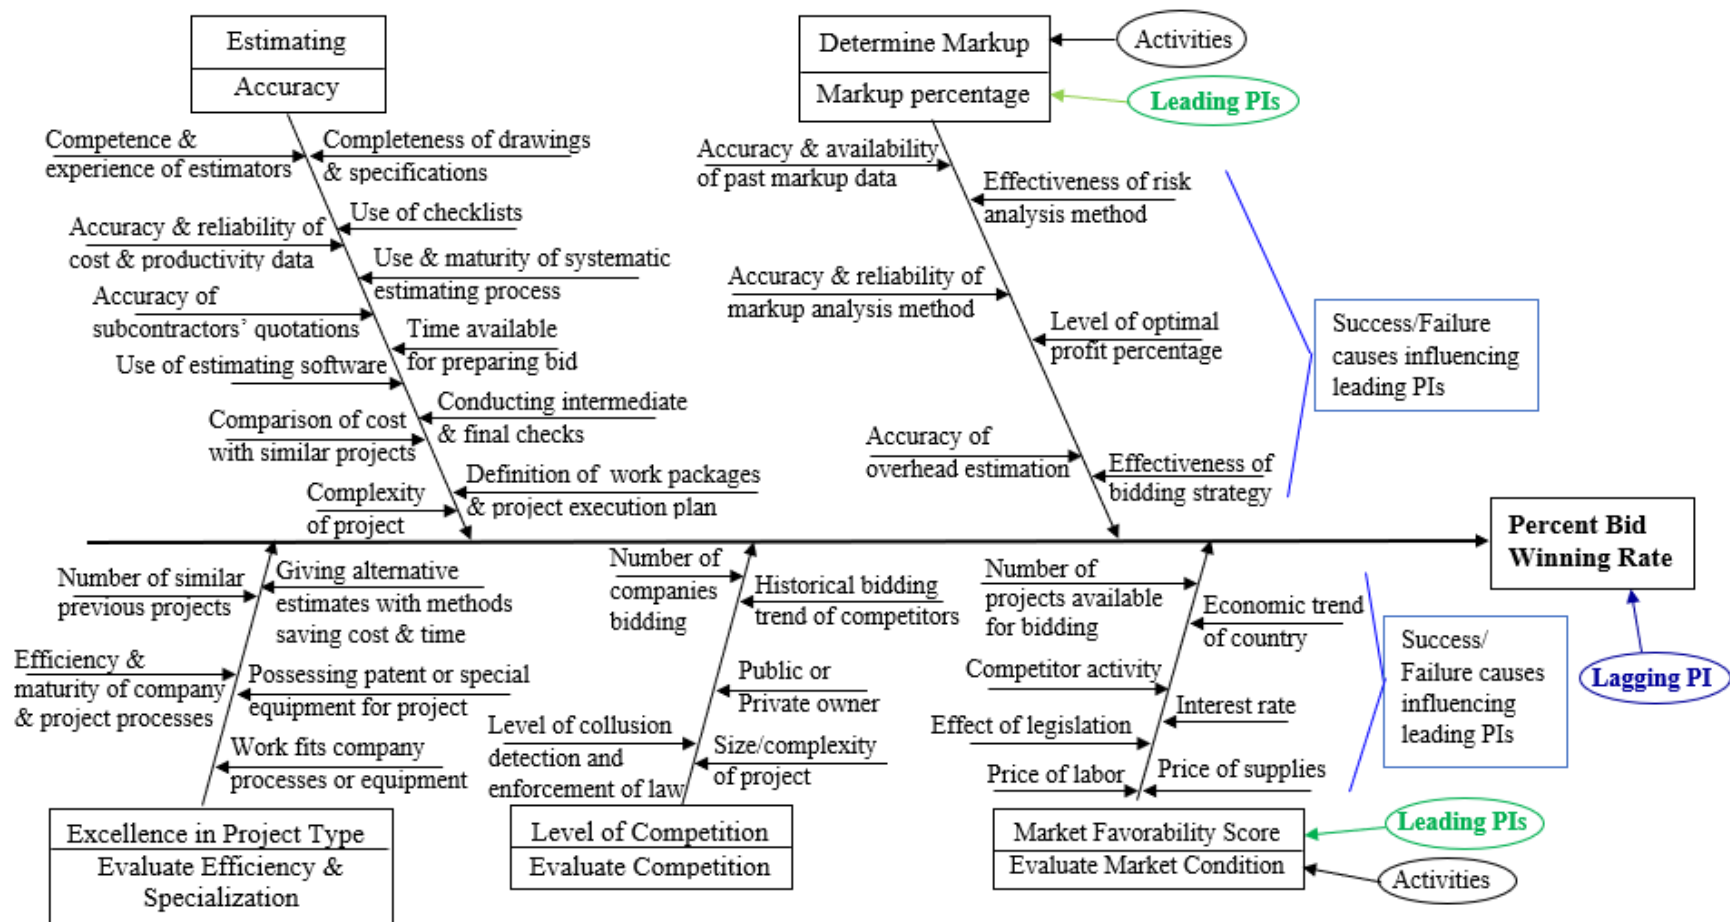 Estimating
Accuracy
Determine Markup
Markup percentage
Activities
Leading PIs
Competence &
experience of estimators
Completeness of drawings
& specifications
Use of checklists
Accuracy & reliability of
cost & productivity data
Use & maturity of systematic
estimating process
Accuracy of
subcontractors’ quotations
Time available
for preparing bid
Use of estimating software
Conducting intermediate
& final checks
Comparison of cost
with similar projects
Definition of work packages
& project execution plan
Complexity
of project
Accuracy & availability
of past markup data
Effectiveness of risk
analysis method
Accuracy & reliability of
markup analysis method
Level of optimal
profit percentage
Accuracy of
overhead estimation
Effectiveness of
bidding strategy
Success/Failure
causes influencing
leading PIs
Percent Bid
Winning Rate
Lagging PI
Number of similar
previous projects
Giving alternative
estimates with methods
saving cost & time
Efficiency &
maturity of company
& project processes
Possessing patent or special
equipment for project
Work fits company
processes or equipment
Excellence in Project Type
Evaluate Efficiency &
Specialization
Number of
companies
bidding
Historical bidding
trend of competitors
Public or
Private owner
Level of collusion
detection and
enforcement of law
Size/complexity
of project
Level of Competition
Evaluate Competition
Number of
projects available
for bidding
Economic trend
of country
Competitor activity
Interest rate
Effect of legislation
Price of labor
Price of supplies
Market Favorability Score
Evaluate Market Condition
Success/
Failure causes
influencing
leading PIs
Leading PIs
Activities